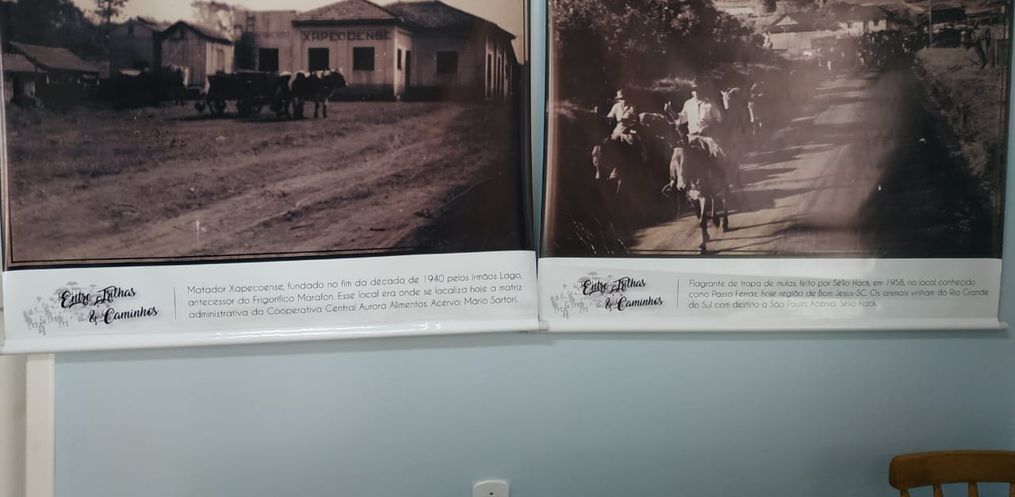 XAPECOENSE
Entre Trilhas
& Caminhos
Matador Xapecoense, fundado no fim da década de 1940 pelos Irmãos Lago,
antecessor do Frigorífico Marafon. Esse local era onde se localiza hoje a matriz
administrativa da Cooperativa Central Aurora Alimentos. Acervo: Mario Sartori.
Entre Trilhas
& Caminhos
Flagrante de tropa de mulas, feito por Sélio Hack, em 1958, no local conhecido
como Passo Ferraz, hoje região de Bom Jesus-SC. Os animais vinham do Rio Grande
do Sul com destino a São Paulo. Acervo: Sélio Hack.